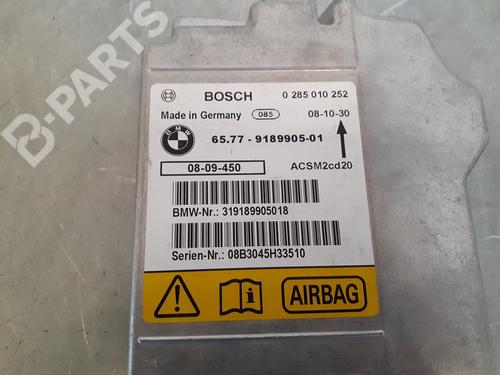 B-PARTS
BOSCH 0 285 010 252
Made in Germany 085 08-10-30
BMW 65.77 - 9189905-01
08-09-450 ACSM2cd20
BMW-Nr.: 319189905018
Serien-Nr.: 08B3045H33510
AIRBAG